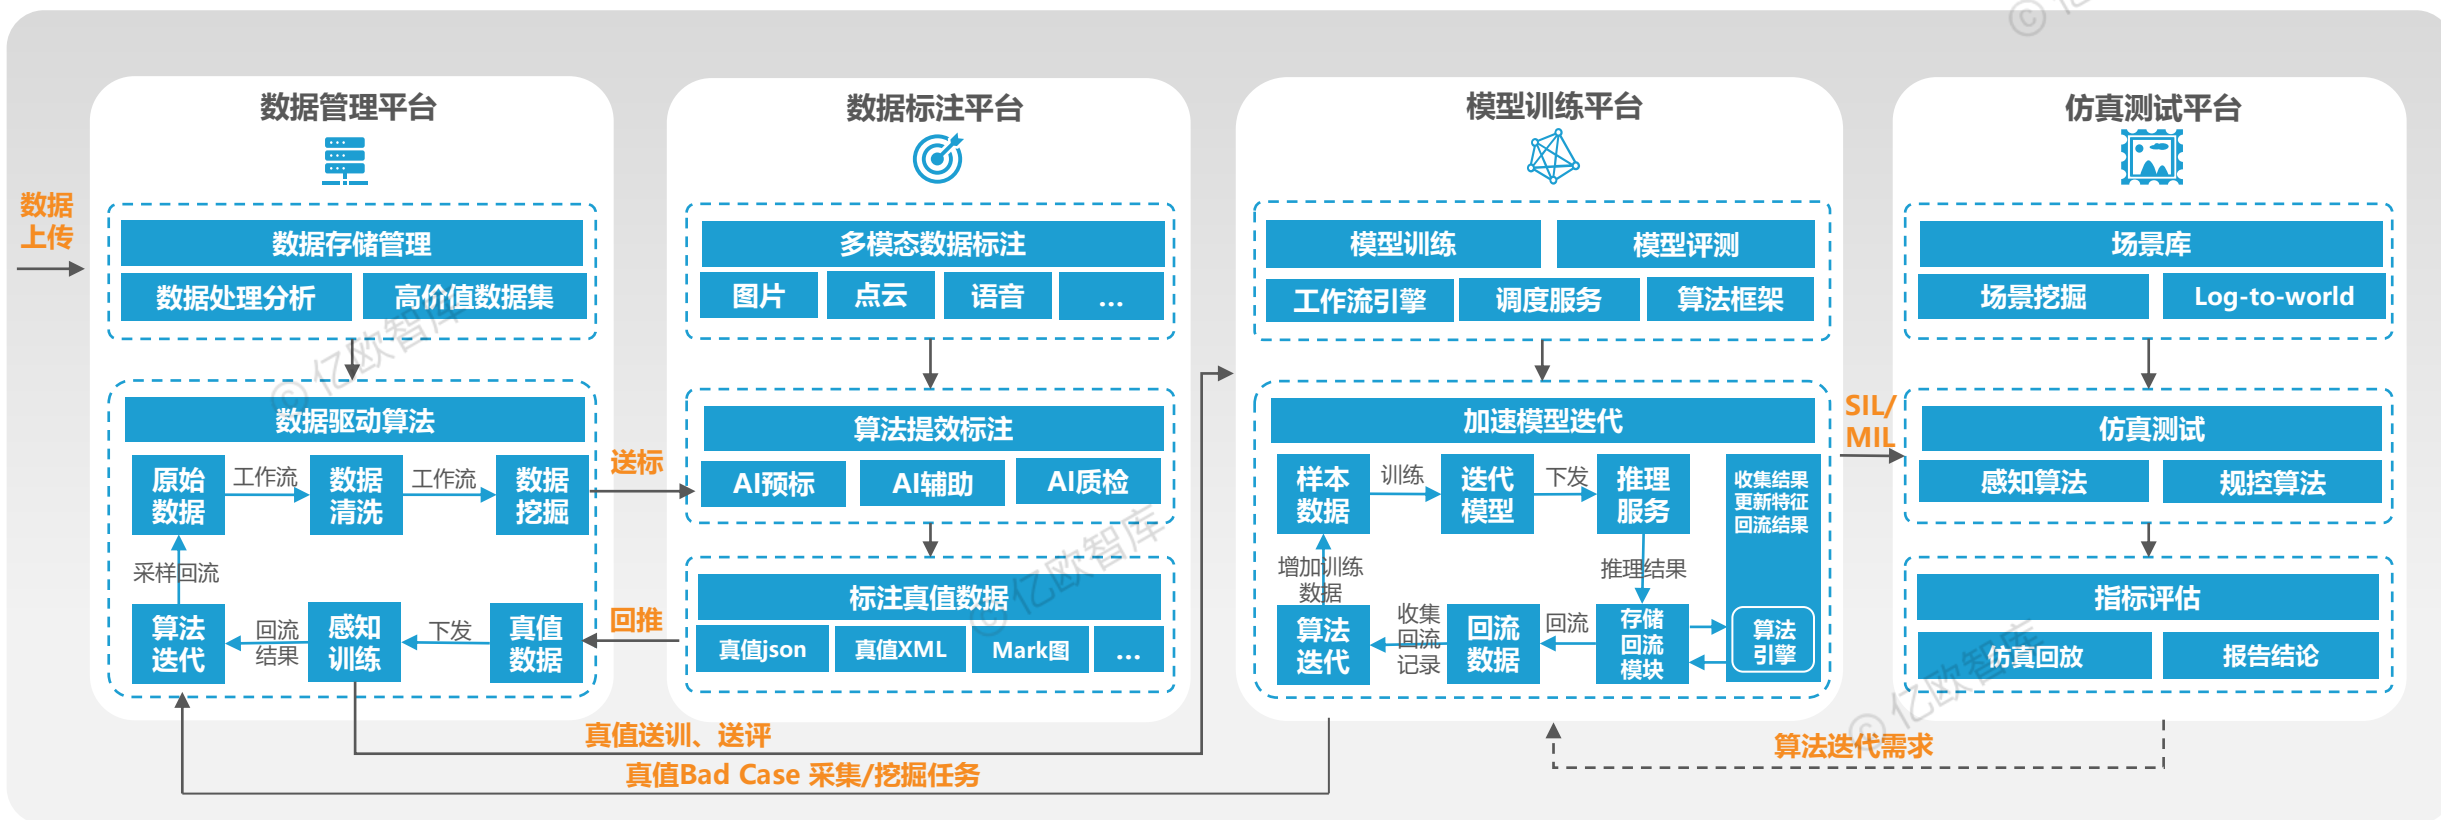 数据
上传
数据管理平台
数据存储管理
数据处理分析
高价值数据集
数据驱动算法
原始
数据
工作流
数据
清洗
工作流
数据
挖掘
采样回流
算法
迭代
回流
结果
感知
训练
下发
真值
数据
送标
回推
数据标注平台
多模态数据标注
图片
点云
语音
...
算法提效标注
AI预标
AI辅助
AI质检
标注真值数据
真值json
真值XML
Mark图
...
真值送训、送评
真值Bad Case 采集/挖掘任务
模型训练平台
模型训练
模型评测
工作流引擎
调度服务
算法框架
加速模型迭代
样本
数据
训练
迭代
模型
下发
推理
服务
收集结果
更新特征
回流结果
增加训练
数据
推理结果
算法
迭代
收集
回流
记录
回流
数据
回流
存储
回流
模块
算法
引擎
SIL/
MIL
仿真测试平台
场景库
场景挖掘
Log-to-world
仿真测试
感知算法
规控算法
指标评估
仿真回放
报告结论
算法迭代需求
© 亿欧智库
© 亿欧智库
© 亿欧智库
© 亿